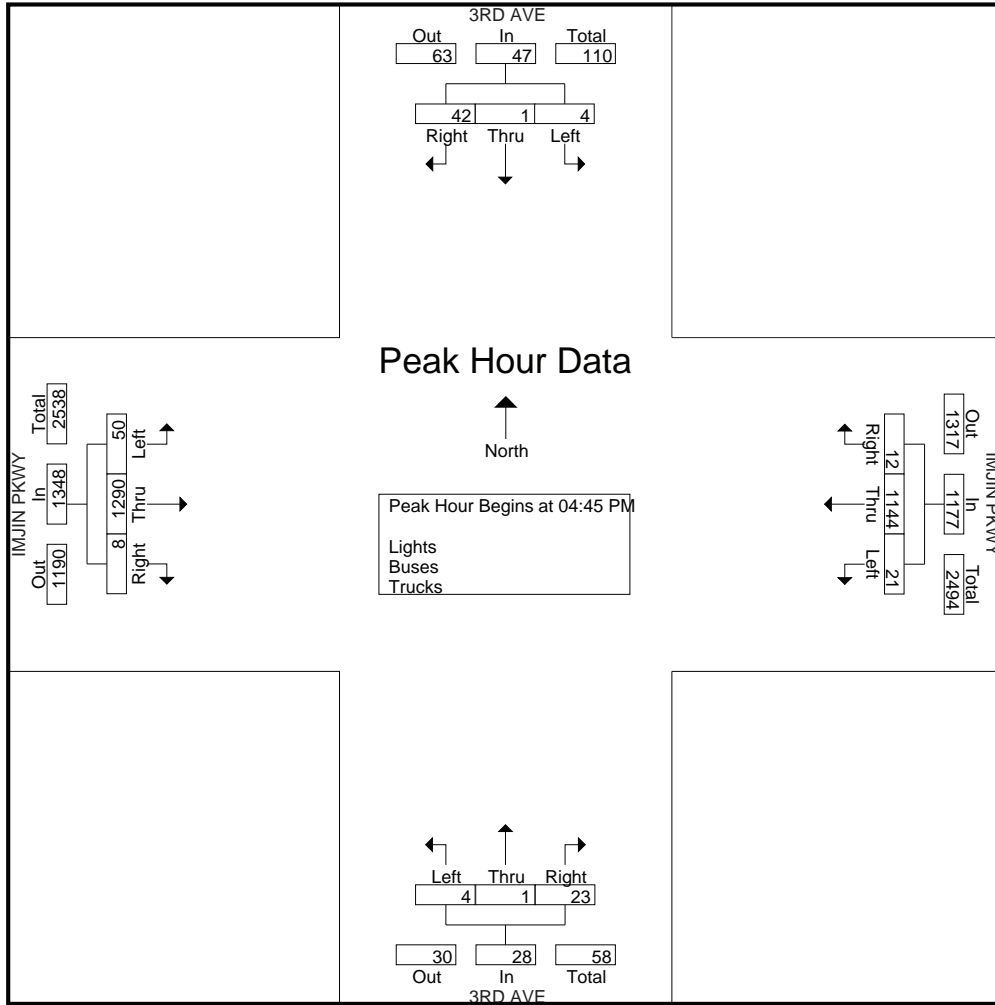 3RD AVE
Out In Total
63 47 110
42 1 4
Right Thru Left
Peak Hour Data
North
Peak Hour Begins at 04:45 PM
Lights
Buses
Trucks
IMJIN PKWY
Out In Total
1190 1348 2538
Left Thru Right
50 1290 8
IMJIN PKWY
Out In Total
1317 1177 2494
Right Thru Left
12 1144 21
Left Thru Right
4 1 23
30 28 58
Out In Total
3RD AVE